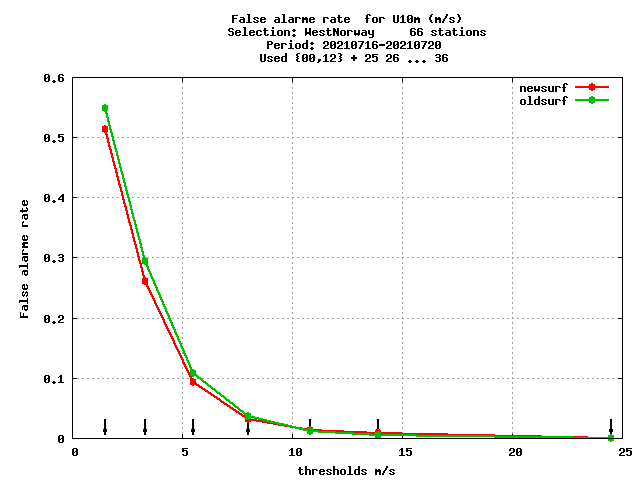 False alarme rate  for U10m (m/s)
Selection: WestNorway     66 stations
Period: 20210716-20210720
Used {00,12} + 25 26 ... 36
newsurf
oldsurf
0.6
0.5
0.4
0.3
0.2
0.1
0
False alarme rate
0 5 10 15 20 25
thresholds m/s